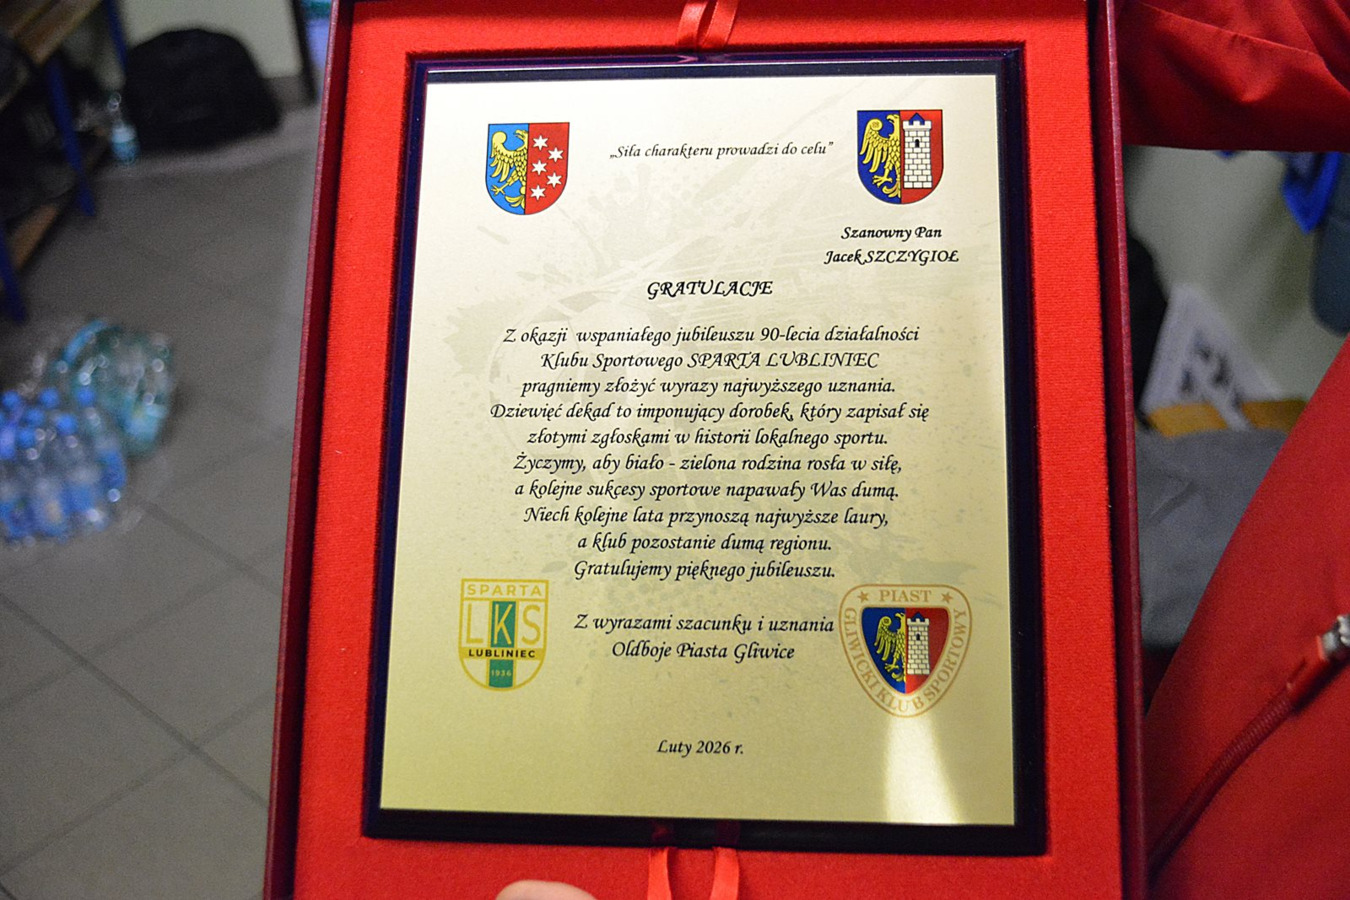 „Siła charakteru prowadzi do celu”
Szanowny Pan
Jacek SZCZYGIOŁ
GRATULACJE
Z okazji wspaniałego jubileuszu 90-lecia działalności
Klubu Sportowego SPARTA LUBLINIEC
pragniemy złożyć wyrazy najwyższego uznania.
Dziewięć dekad to imponujący dorobek, który zapisał się
złotymi zgłoskami w historii lokalnego sportu.
Życzymy, aby biało - zielona rodzina rosła w siłę,
a kolejne sukcesy sportowe napawały Was dumą.
Niech kolejne lata przynoszą najwyższe laury,
a klub pozostanie dumą regionu.
Gratulujemy pięknego jubileuszu.
SPARTA
LKS
LUBLINIEC
1936
Z wyrazami szacunku i uznania
Oldboje Piasta Gliwice
PIAST
GLIWICKI KLUB SPORTOWY
Luty 2026 r.